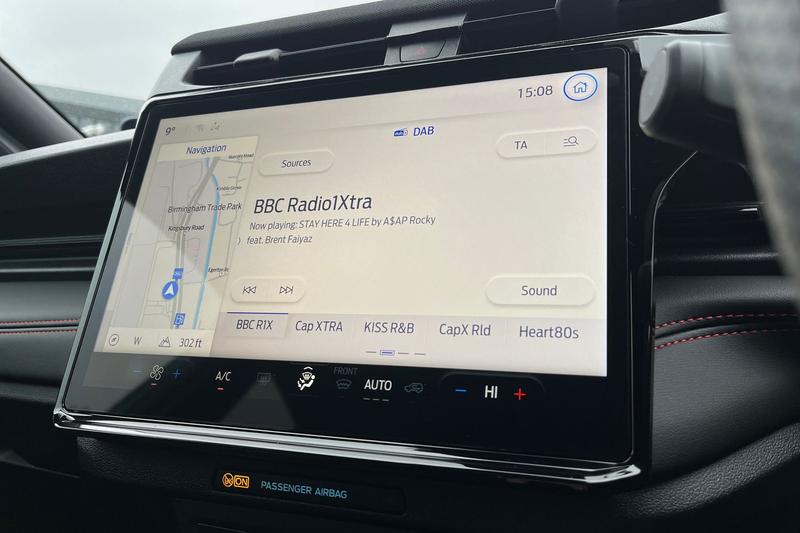 15:08
9°
DAB
Navigation
Sources
TA
Birmingham Trade Park
Kingsbury Road
BBC Radio1Xtra
Now playing: STAY HERE 4 LIFE by A$AP Rocky
feat. Brent Faiyaz
Sound
W
302 ft
BBC R1X
Cap XTRA
KISS R&B
CapX Rld
Heart80s
A/C
FRONT
AUTO
HI
ON
PASSENGER AIRBAG